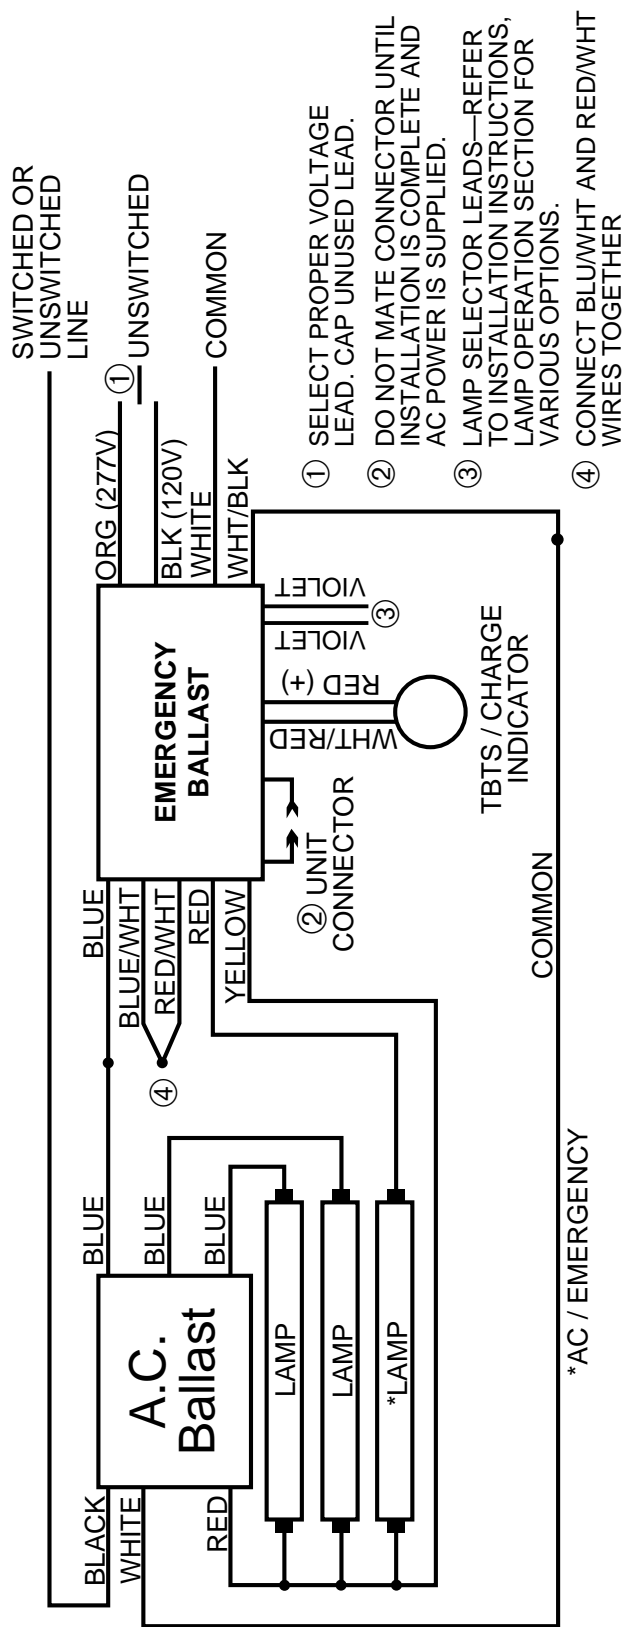 SWITCHED OR
UNSWITCHED
LINE
① UNSWITCHED
COMMON
ORG (277V)
BLK (120V)
WHITE
WHT/BLK
EMERGENCY
BALLAST
BLUE
BLUE/WHT
RED/WHT
RED
YELLOW
④
② UNIT
CONNECTOR
WHT/RED
RED (+)
VIOLET
VIOLET
③
TBTS / CHARGE
INDICATOR
A.C.
Ballast
BLACK
WHITE
RED
BLUE
BLUE
BLUE
LAMP
LAMP
*LAMP
COMMON
*AC / EMERGENCY
① SELECT PROPER VOLTAGE
LEAD. CAP UNUSED LEAD.
② DO NOT MATE CONNECTOR UNTIL
INSTALLATION IS COMPLETE AND
AC POWER IS SUPPLIED.
③ LAMP SELECTOR LEADS—REFER
TO INSTALLATION INSTRUCTIONS,
LAMP OPERATION SECTION FOR
VARIOUS OPTIONS.
④ CONNECT BLU/WHT AND RED/WHT
WIRES TOGETHER